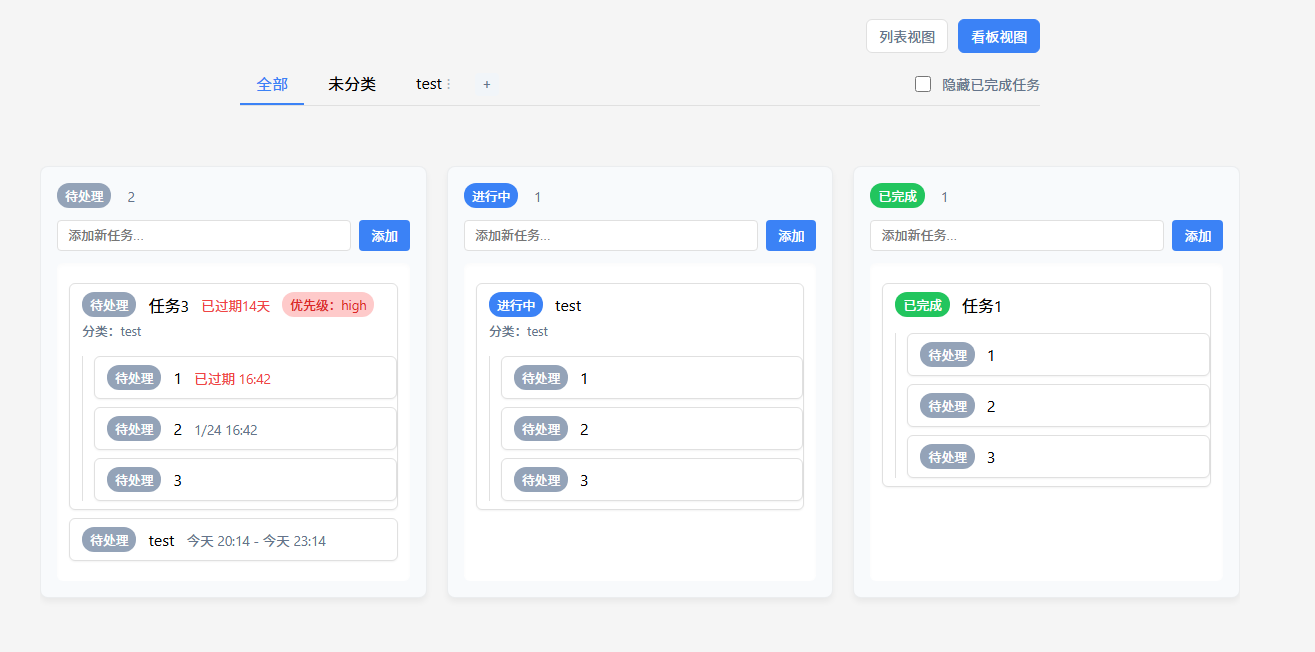 列表视图 看板视图
全部 未分类 test + 隐藏已完成任务
待处理 2
添加新任务... 添加
待处理 任务3 已过期14天 优先级：high
分类：test
待处理 1 已过期 16:42
待处理 2 1/24 16:42
待处理 3
待处理 test 今天 20:14 - 今天 23:14
进行中 1
添加新任务... 添加
进行中 test
分类：test
待处理 1
待处理 2
待处理 3
已完成 1
添加新任务... 添加
已完成 任务1
待处理 1
待处理 2
待处理 3